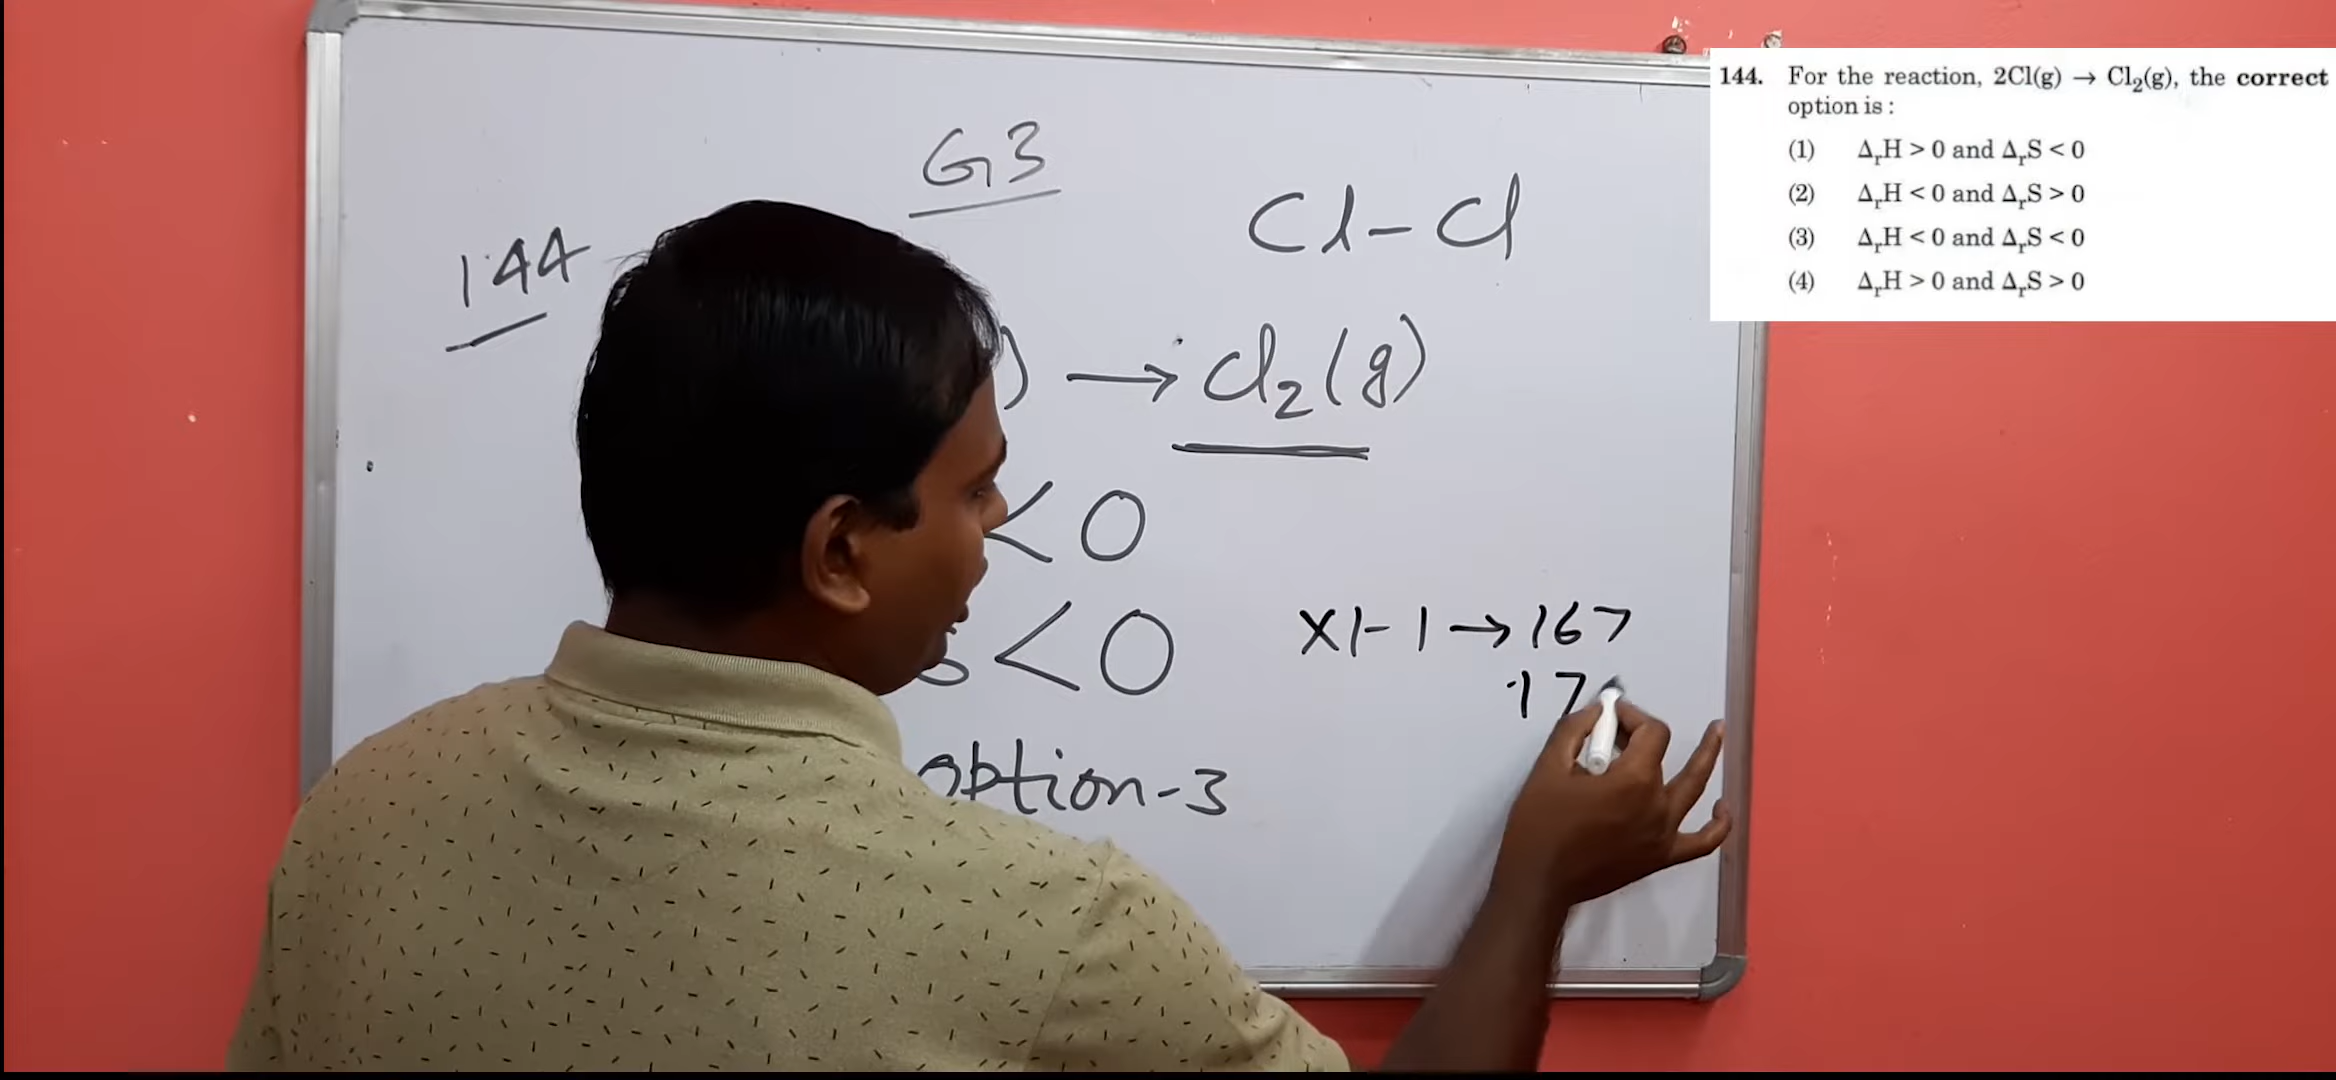 G3
144
Cl-Cl
) → Cl₂(g)
< 0
s < 0
option-3
XI-1 → 167
17
144. For the reaction, 2Cl(g) → Cl₂(g), the correct
option is :
(1) ΔᵣH > 0 and ΔᵣS < 0
(2) ΔᵣH < 0 and ΔᵣS > 0
(3) ΔᵣH < 0 and ΔᵣS < 0
(4) ΔᵣH > 0 and ΔᵣS > 0